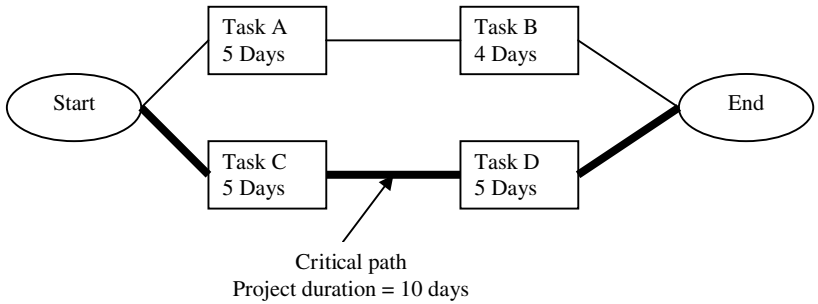 Task A
5 Days
Task B
4 Days
Start
End
Task C
5 Days
Task D
5 Days
Critical path
Project duration = 10 days